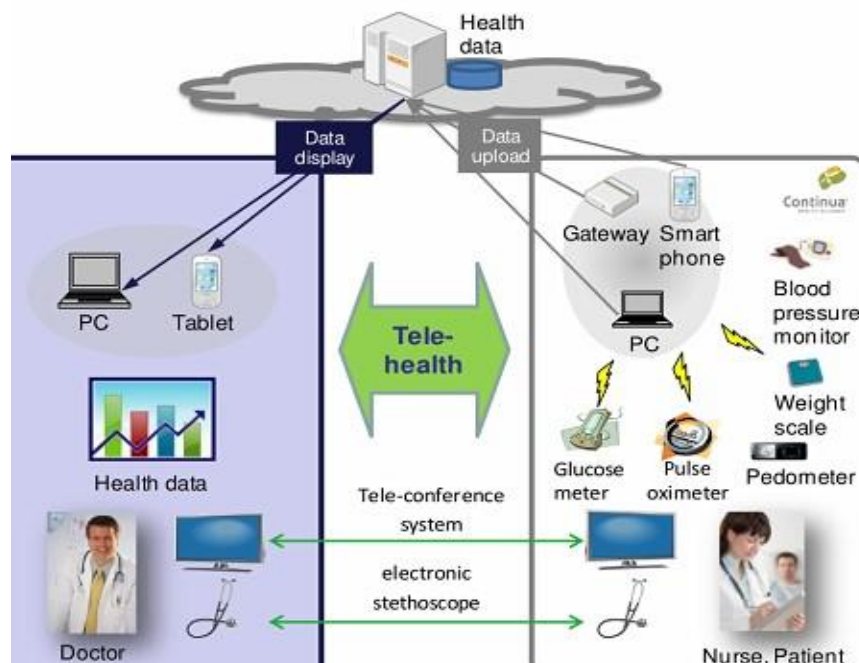 Health
data
Data
display
Data
upload
PC
Tablet
Health data
Doctor
Tele-
health
Tele-conference
system
electronic
stethoscope
Gateway
Smart
phone
PC
Continua
Blood
pressure
monitor
Weight
scale
Pedometer
Glucose
meter
Pulse
oximeter
Nurse, Patient